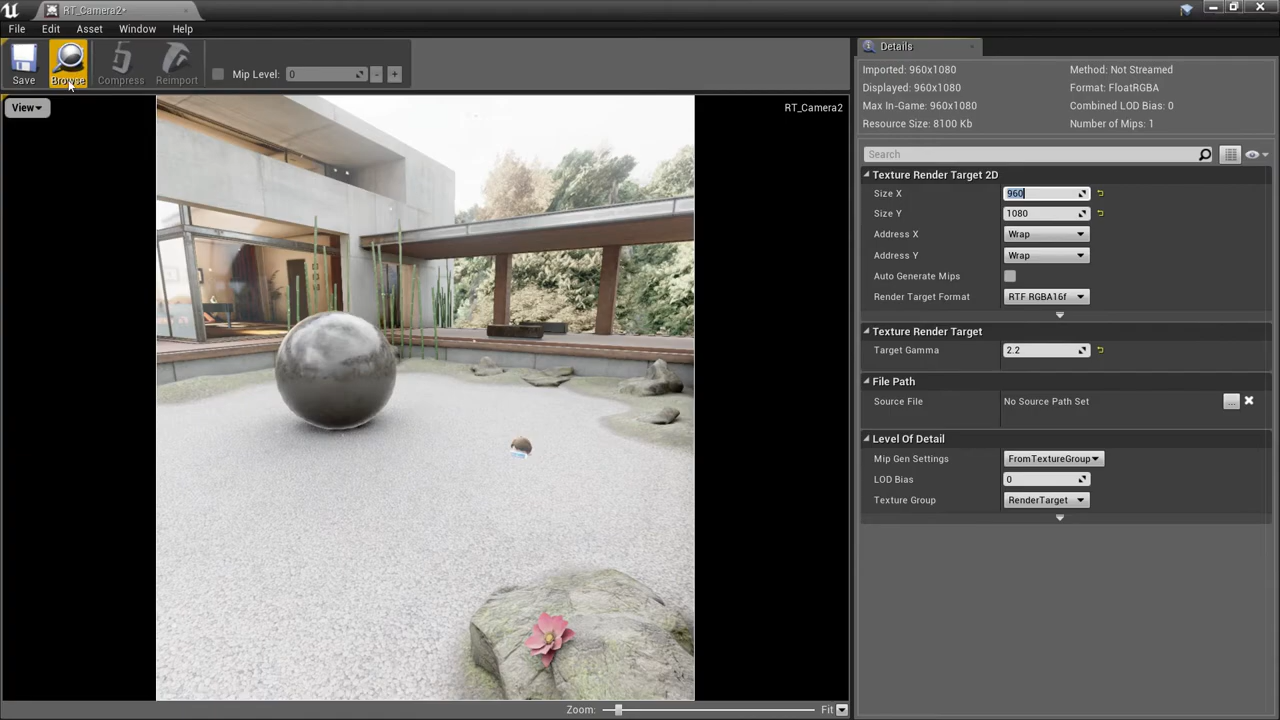 RT_Camera2*
File Edit Asset Window Help
Save Browse Compress Reimport Mip Level: 0 - +
View
RT_Camera2
Zoom: Fit
Details
Imported: 960x1080 Method: Not Streamed
Displayed: 960x1080 Format: FloatRGBA
Max In-Game: 960x1080 Combined LOD Bias: 0
Resource Size: 8100 Kb Number of Mips: 1
Search
Texture Render Target 2D
Size X 960
Size Y 1080
Address X Wrap
Address Y Wrap
Auto Generate Mips
Render Target Format RTF RGBA16f
Texture Render Target
Target Gamma 2.2
File Path
Source File No Source Path Set ...
Level Of Detail
Mip Gen Settings FromTextureGroup
LOD Bias 0
Texture Group RenderTarget